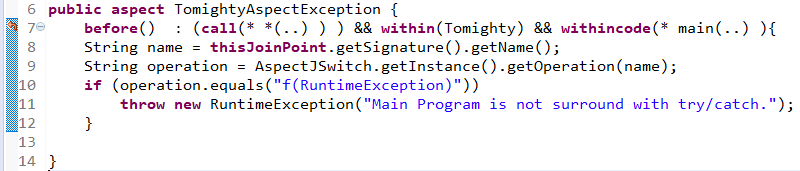 6 public aspect TomightyAspectException {
7 before()  : (call(* *(..) ) ) && within(Tomighty) && withincode(* main(..) ){
8 String name = thisJoinPoint.getSignature().getName();
9 String operation = AspectJSwitch.getInstance().getOperation(name);
10 if (operation.equals("f(RuntimeException)"))
11 throw new RuntimeException("Main Program is not surround with try/catch.");
12 }
13
14 }